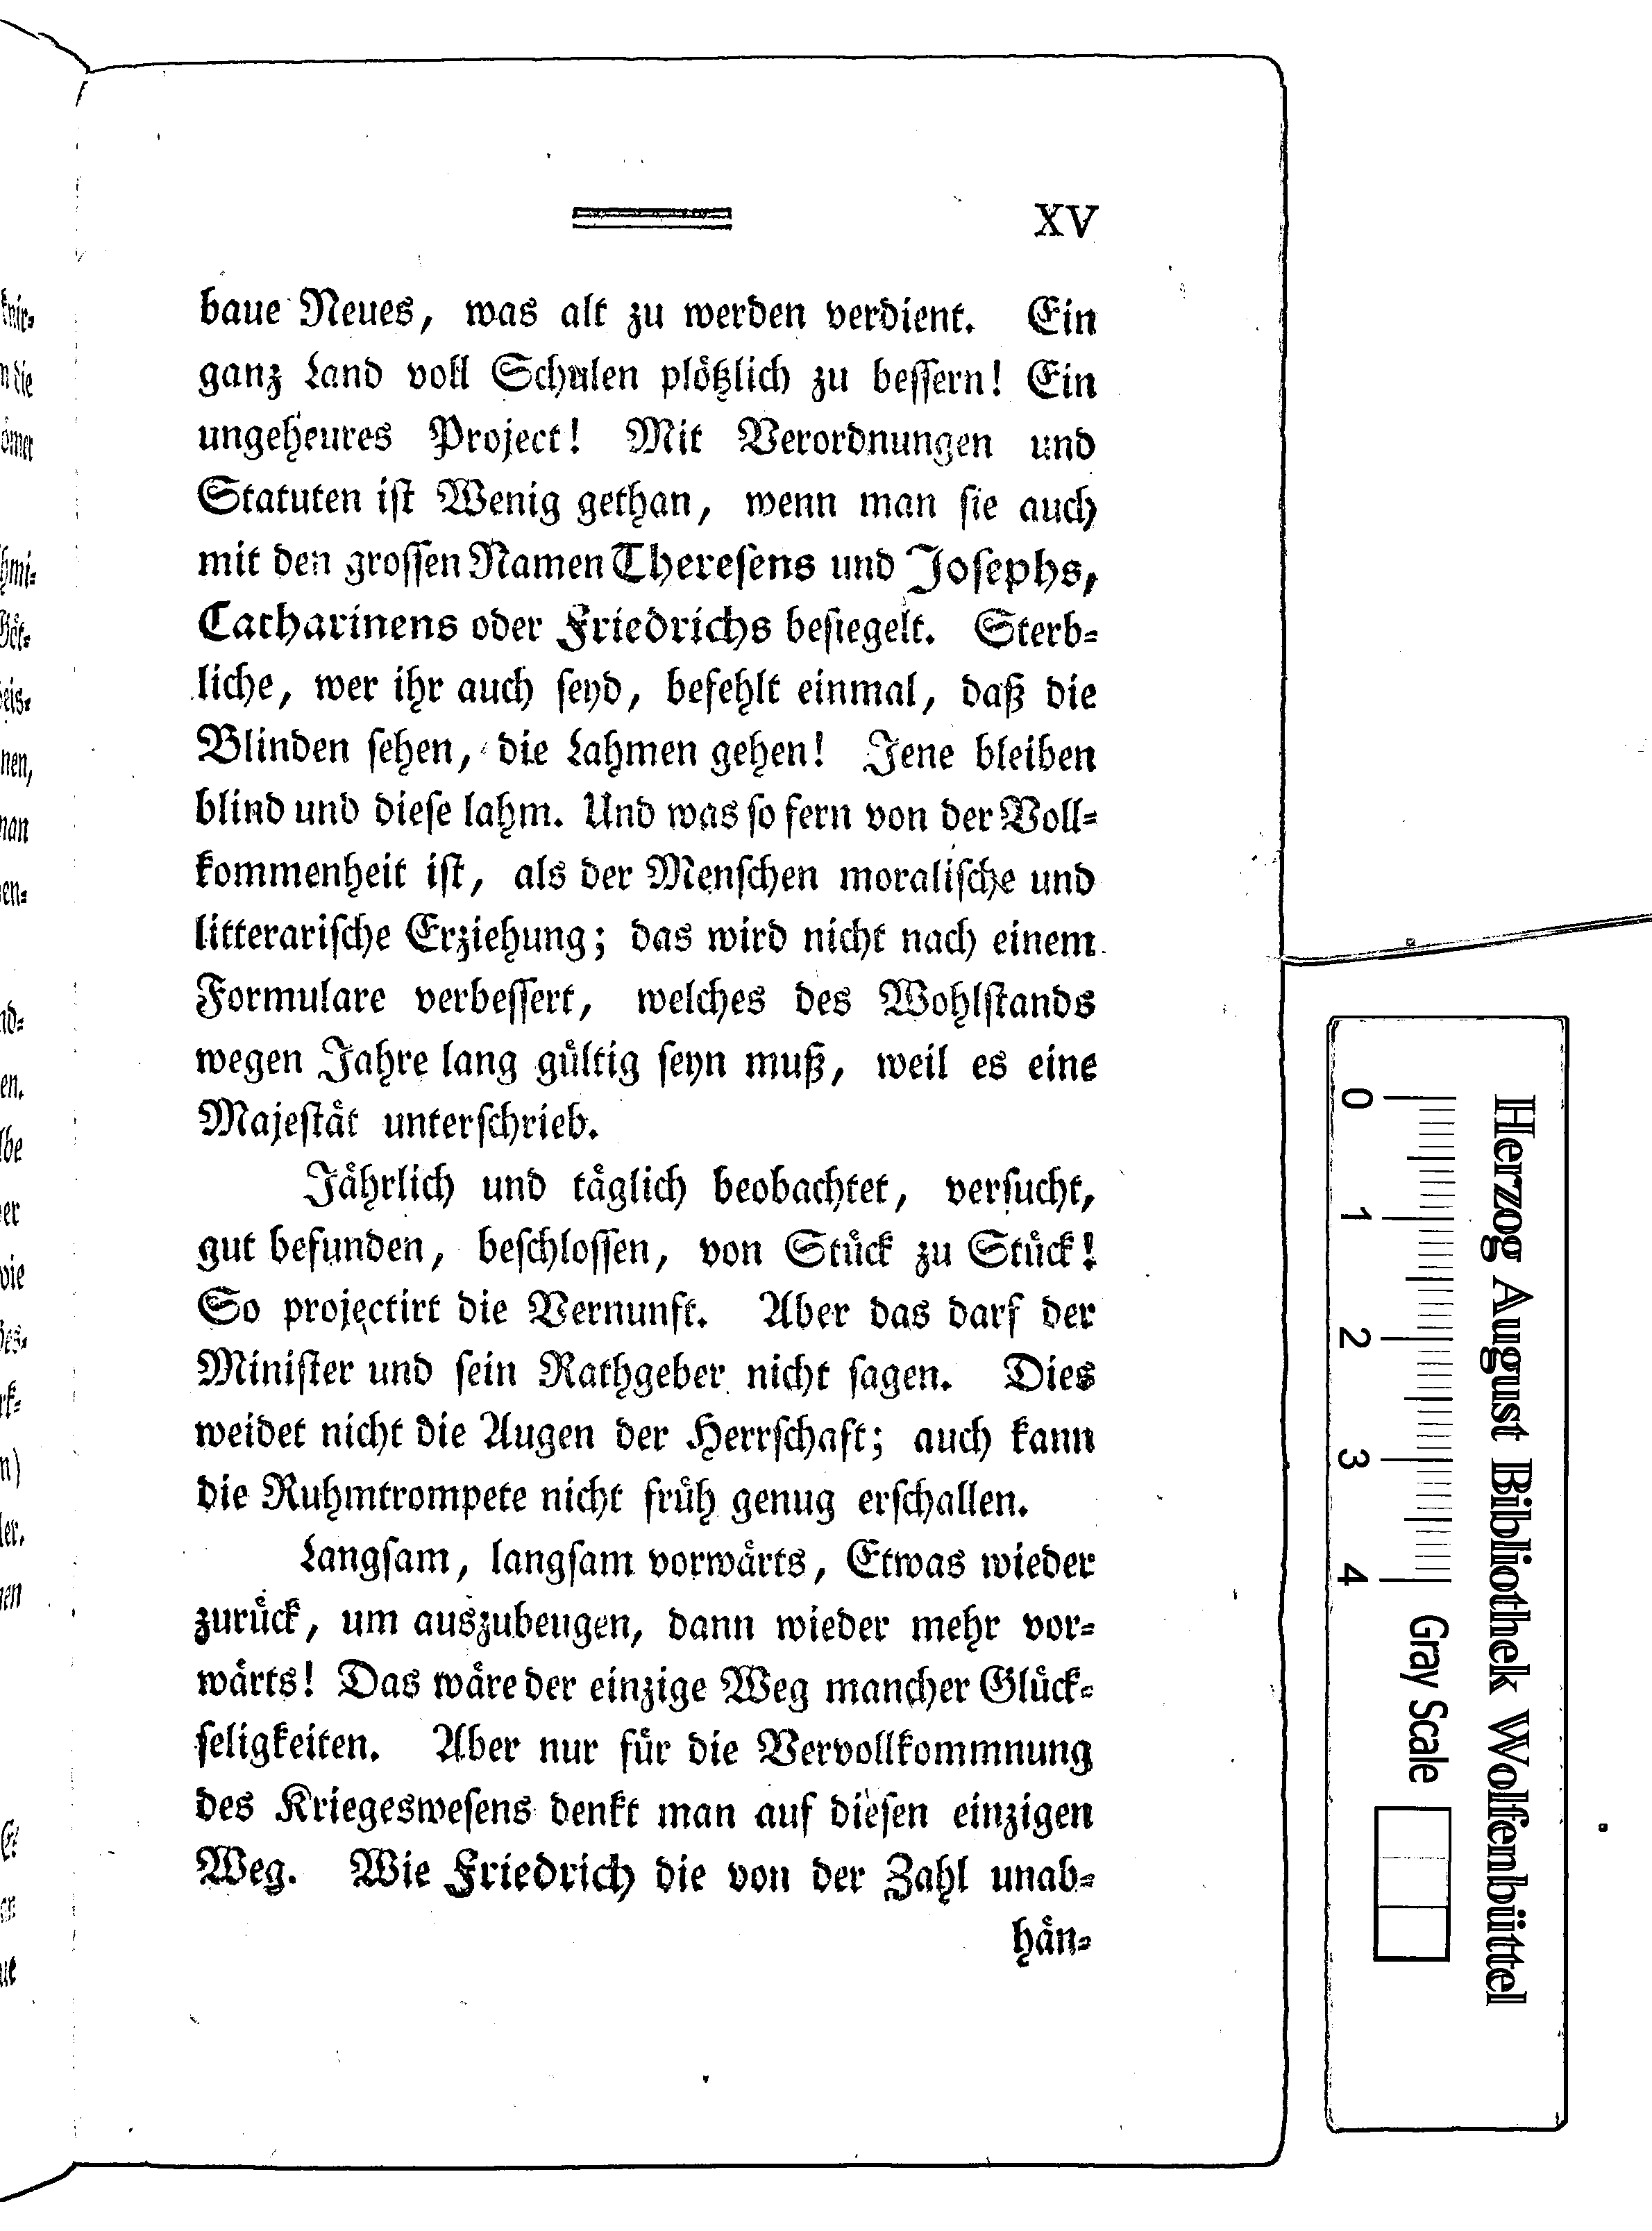 XV
baue Neues, was alt zu werden verdient. Ein
ganz Land voll Schulen plötzlich zu bessern! Ein
ungeheures Project! Mit Verordnungen und
Statuten ist Wenig gethan, wenn man sie auch
mit den grossen Namen Theresens und Josephs,
Catharinens oder Friedrichs besiegelt. Sterb-
liche, wer ihr auch seyd, befehlt einmal, daß die
Blinden sehen, die Lahmen gehen! Jene bleiben
blind und diese lahm. Und was so fern von der Voll-
kommenheit ist, als der Menschen moralische und
litterarische Erziehung; das wird nicht nach einem
Formulare verbessert, welches des Wohlstands
wegen Jahre lang gültig seyn muß, weil es eine
Majestät unterschrieb.
Jährlich und täglich beobachtet, versucht,
gut befunden, beschlossen, von Stück zu Stück!
So projectirt die Vernunft. Aber das darf der
Minister und sein Rathgeber nicht sagen. Dies
weidet nicht die Augen der Herrschaft; auch kann
die Ruhmtrompete nicht früh genug erschallen.
Langsam, langsam vorwärts, Etwas wieder
zurück, um auszubeugen, dann wieder mehr vor-
wärts! Das wäre der einzige Weg mancher Glück-
seligkeiten. Aber nur für die Vervollkommnung
des Kriegeswesens denkt man auf diesen einzigen
Weg. Wie Friedrich die von der Zahl unab-
hän-
Herzog August Bibliothek Wolfenbüttel
0 1 2 3 4 Gray Scale